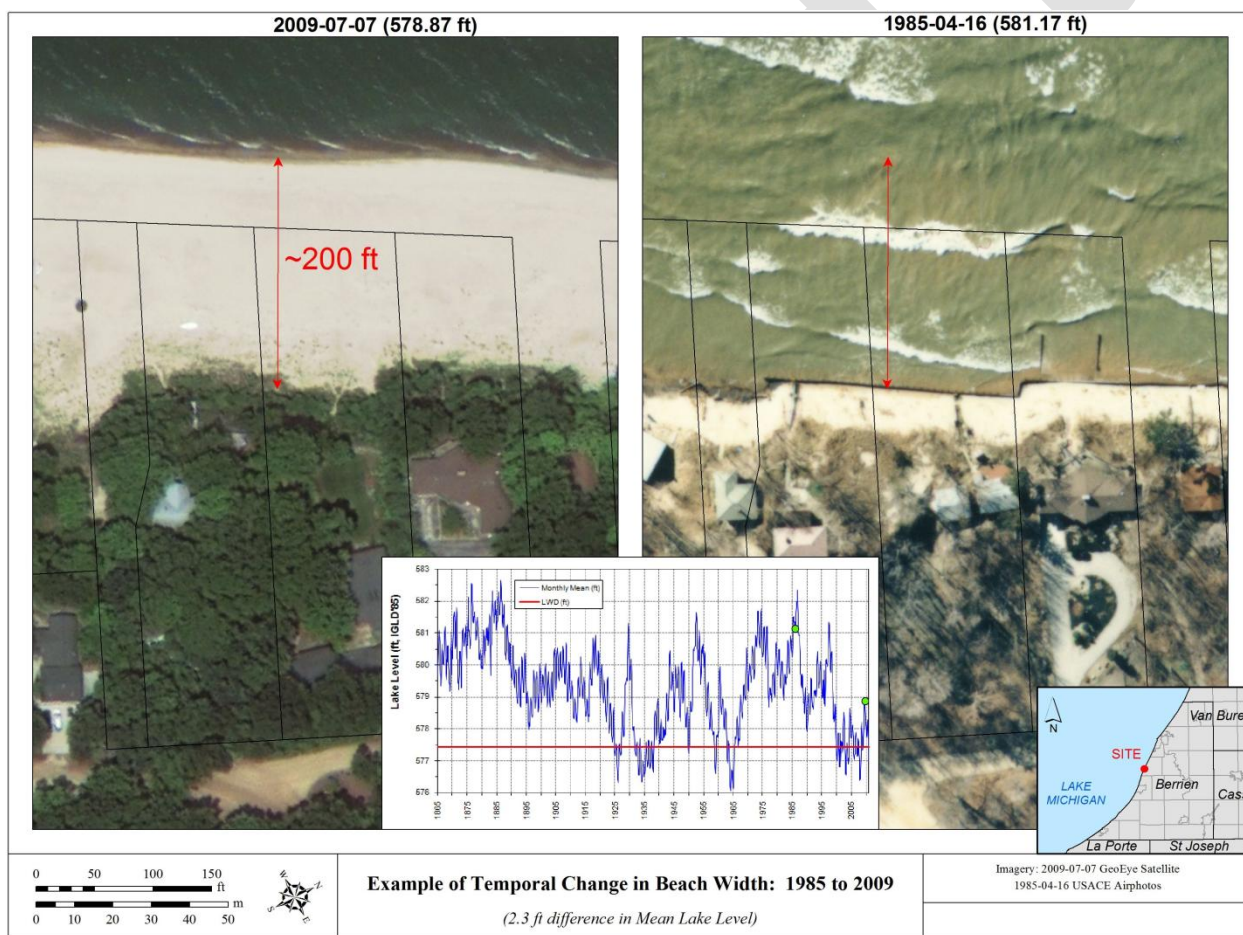 2009-07-07 (578.87 ft)
1985-04-16 (581.17 ft)
~200 ft
583
582
581
580
579
578
577
576
Lake Level (ft, IGLD'85)
Monthly Mean (ft)
LWD (ft)
1865
1875
1885
1895
1905
1915
1925
1935
1945
1955
1965
1975
1985
1995
2005
N
Van Bure
SITE
LAKE
MICHIGAN
Berrien
Cas
La Porte
St Joseph
0 50 100 150
ft
0 10 20 30 40 50
m
N
E
S
W
Example of Temporal Change in Beach Width: 1985 to 2009
(2.3 ft difference in Mean Lake Level)
Imagery: 2009-07-07 GeoEye Satellite
1985-04-16 USACE Airphotos